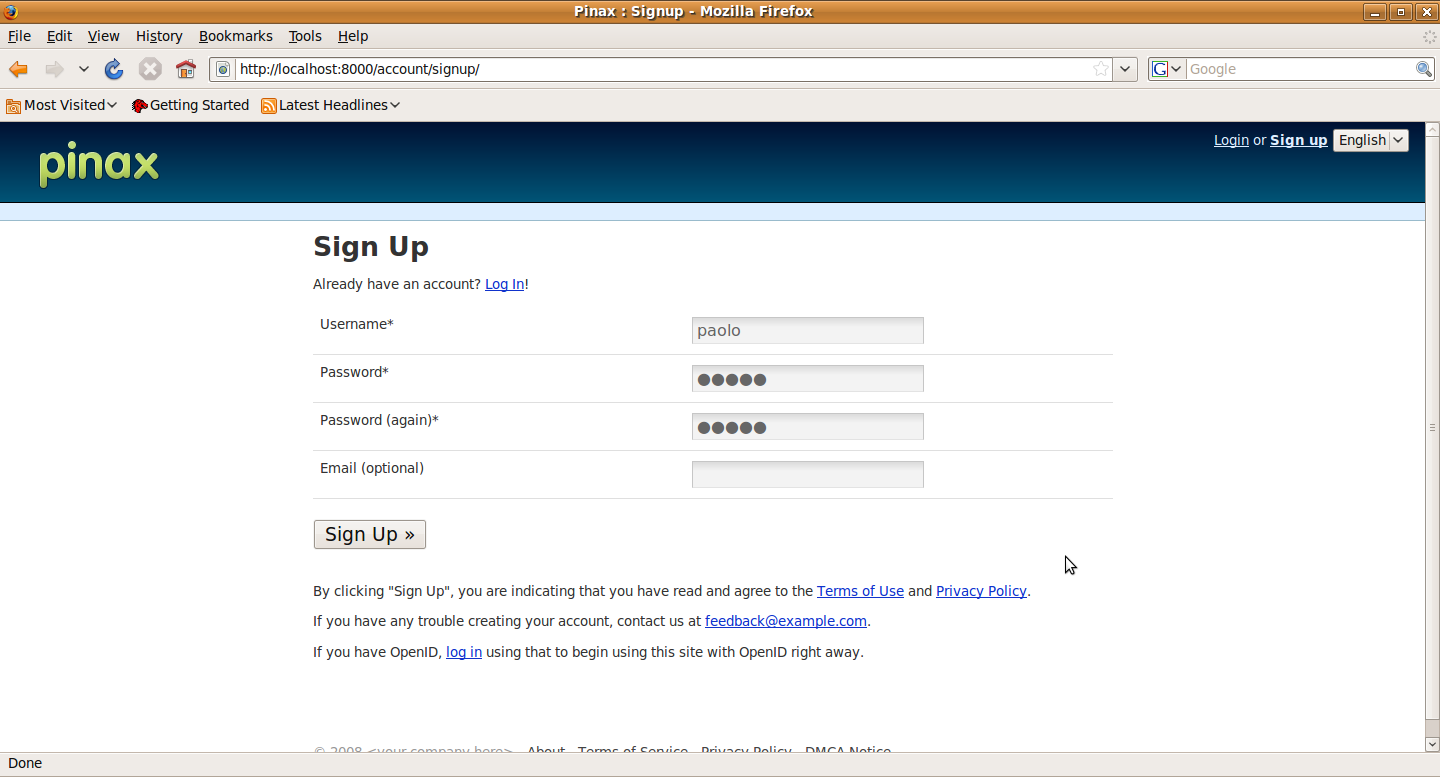 Pinax : Signup - Mozilla Firefox
File Edit View History Bookmarks Tools Help
http://localhost:8000/account/signup/ G Google
Most Visited Getting Started Latest Headlines
pinax
Login or Sign up English
Sign Up
Already have an account? Log In!
Username* paolo
Password* ●●●●●
Password (again)* ●●●●●
Email (optional)
Sign Up »
By clicking "Sign Up", you are indicating that you have read and agree to the Terms of Use and Privacy Policy.
If you have any trouble creating your account, contact us at feedback@example.com.
If you have OpenID, log in using that to begin using this site with OpenID right away.
© 2008 <your company here> About Terms of Service Privacy Policy DMCA Notice
Done